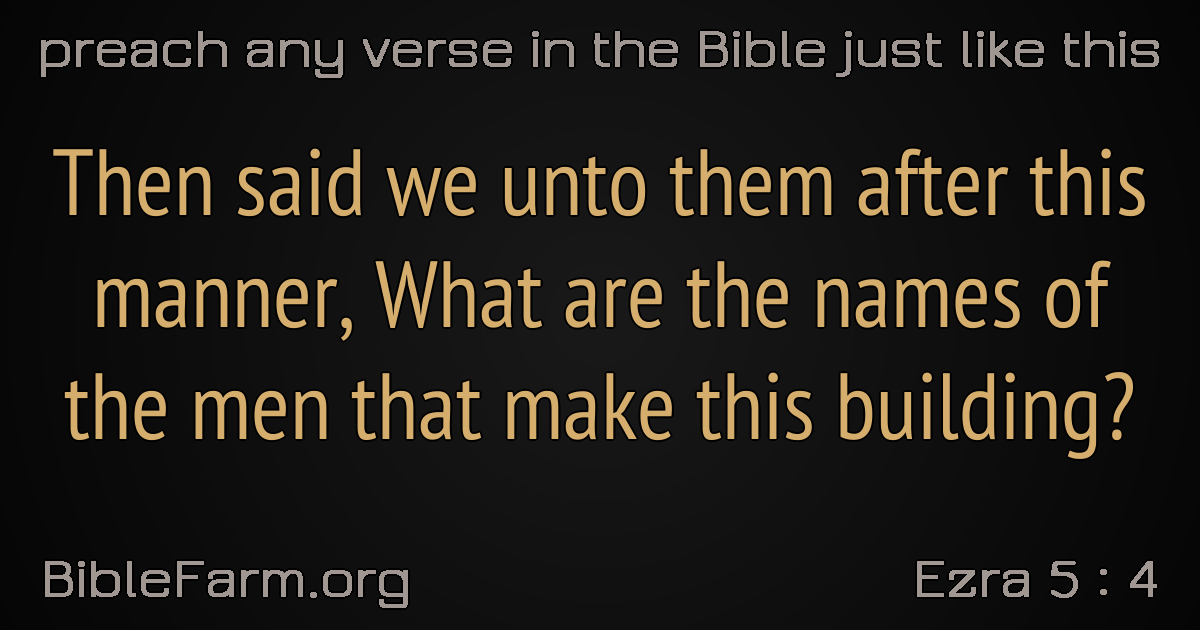 preach any verse in the Bible just like this
Then said we unto them after this
manner, What are the names of
the men that make this building?
BibleFarm.org
Ezra 5 : 4